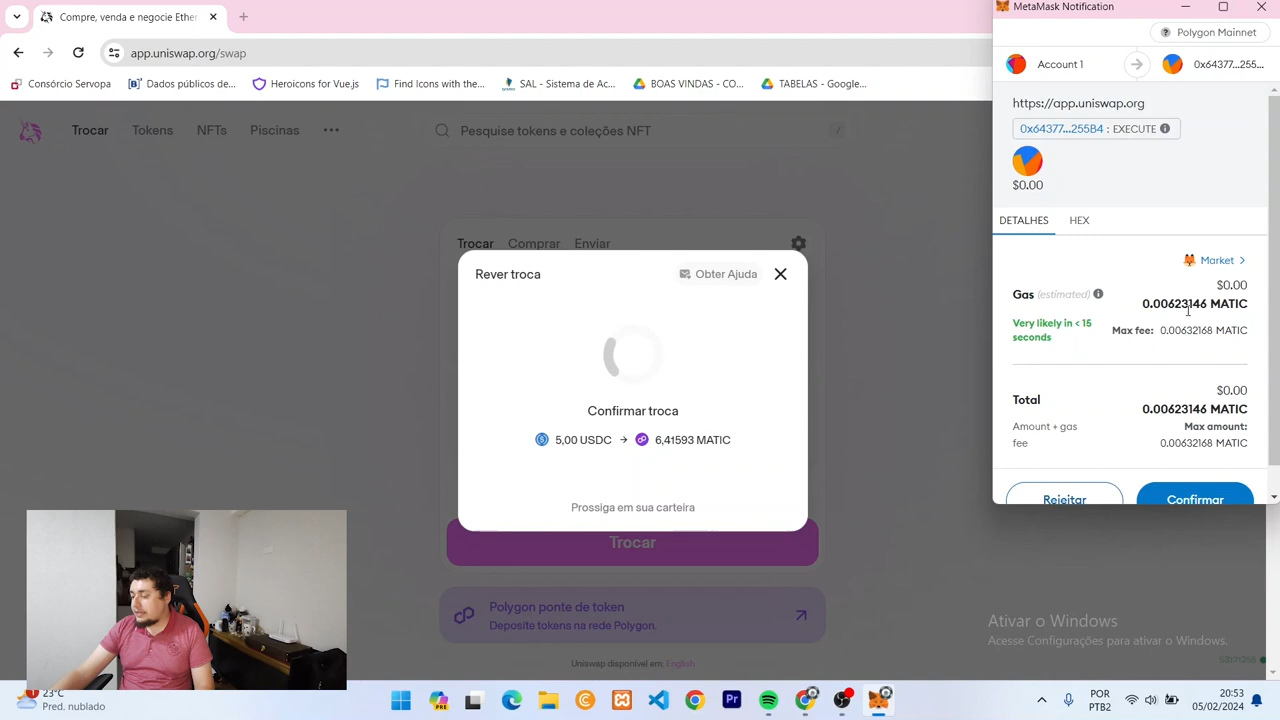 Compre, venda e negocie Ether
app.uniswap.org/swap
Consórcio Servopa
Dados públicos de...
Heroicons for Vue.js
Find Icons with the...
SAL - Sistema de Ac...
BOAS VINDAS - CO...
TABELAS - Google...
Trocar
Tokens
NFTs
Piscinas
Pesquise tokens e coleções NFT
/
Trocar
Comprar
Enviar
Rever troca
Obter Ajuda
Confirmar troca
5,00 USDC → 6,41593 MATIC
Prossiga em sua carteira
Trocar
Polygon ponte de token
Deposite tokens na rede Polygon.
Uniswap disponível em: English
MetaMask Notification
Polygon Mainnet
Account 1
0x64377...255...
https://app.uniswap.org
0x64377...255B4 : EXECUTE
$0.00
DETALHES
HEX
Market
$0.00
Gas (estimated)
0.00623146 MATIC
Very likely in < 15
seconds
Max fee: 0.00632168 MATIC
$0.00
Total
0.00623146 MATIC
Amount + gas
fee
Max amount:
0.00632168 MATIC
Rejeitar
Confirmar
Ativar o Windows
Acesse Configurações para ativar o Windows.
23°C
Pred. nublado
Pr
POR
PTB2
20:53
05/02/2024